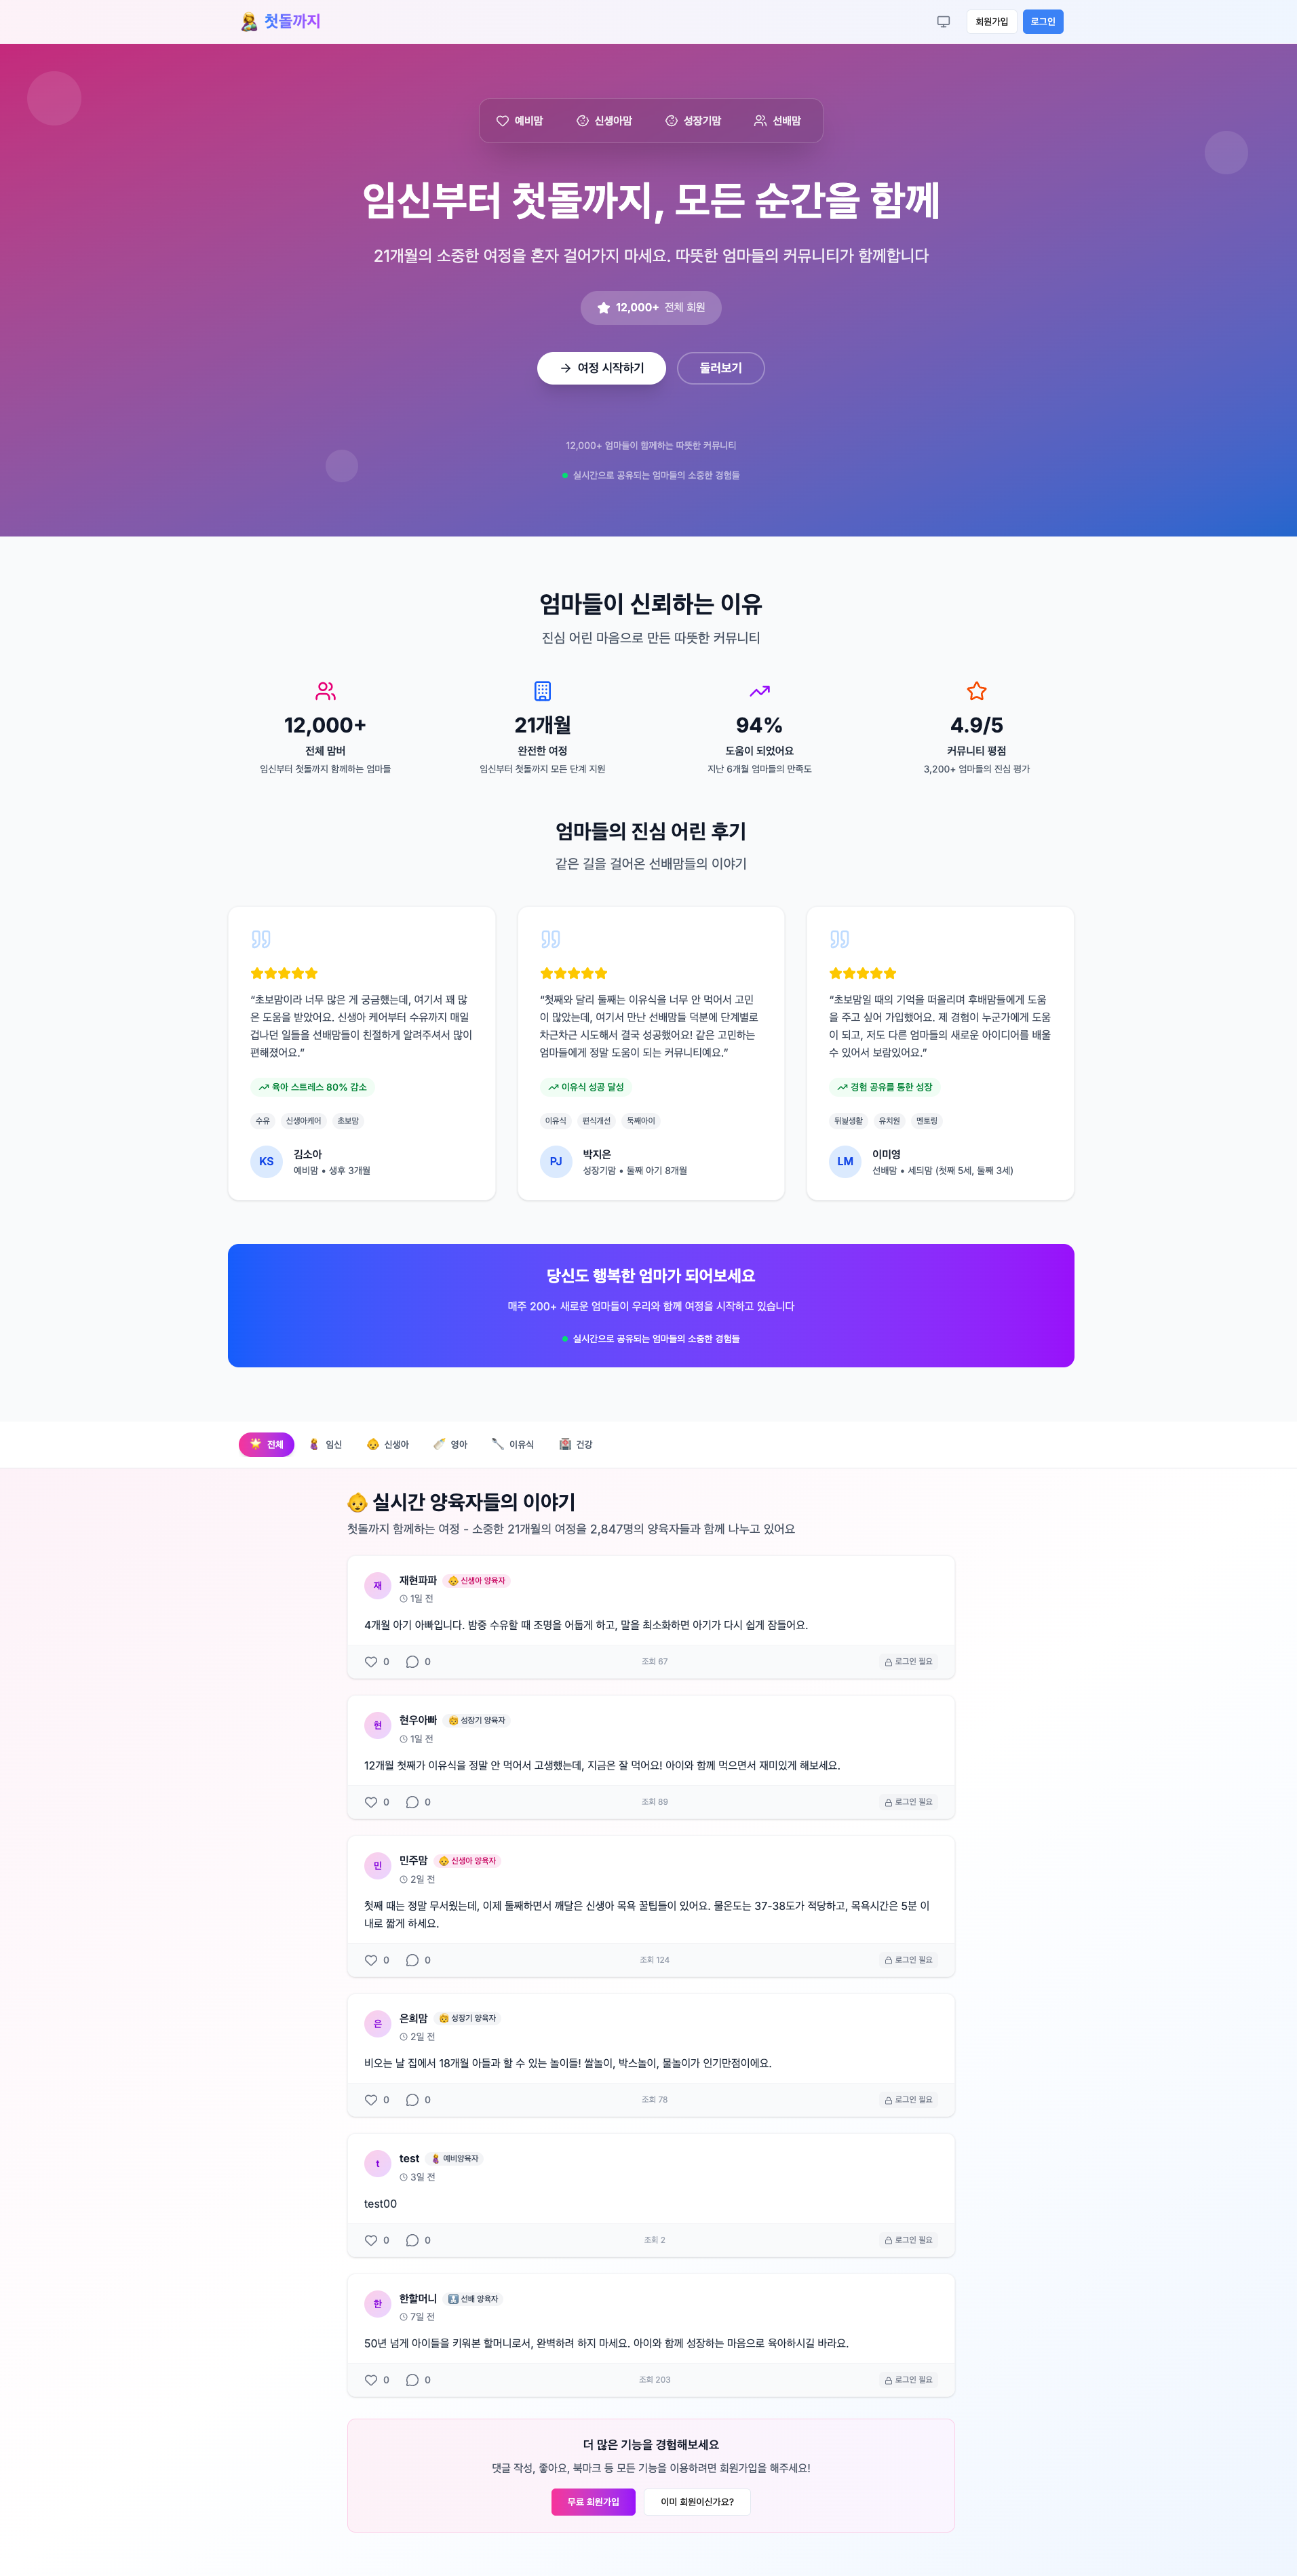 첫돌까지
회원가입
로그인
예비맘
신생아맘
성장기맘
선배맘
임신부터 첫돌까지, 모든 순간을 함께
21개월의 소중한 여정을 혼자 걸어가지 마세요. 따뜻한 엄마들의 커뮤니티가 함께합니다
12,000+ 전체 회원
여정 시작하기
둘러보기
12,000+ 엄마들이 함께하는 따뜻한 커뮤니티
실시간으로 공유되는 엄마들의 소중한 경험들
엄마들이 신뢰하는 이유
진심 어린 마음으로 만든 따뜻한 커뮤니티
12,000+
전체 맘버
임신부터 첫돌까지 함께하는 엄마들
21개월
완전한 여정
임신부터 첫돌까지 모든 단계 지원
94%
도움이 되었어요
지난 6개월 엄마들의 만족도
4.9/5
커뮤니티 평점
3,200+ 엄마들의 진심 평가
엄마들의 진심 어린 후기
같은 길을 걸어온 선배맘들의 이야기
“초보맘이라 너무 많은 게 궁금했는데, 여기서 꽤 많
은 도움을 받았어요. 신생아 케어부터 수유까지 매일
겁나던 일들을 선배맘들이 친절하게 알려주셔서 많이
편해졌어요.”
육아 스트레스 80% 감소
수유
신생아케어
초보맘
KS
김소아
예비맘 • 생후 3개월
“첫째와 달리 둘째는 이유식을 너무 안 먹어서 고민
이 많았는데, 여기서 만난 선배맘들 덕분에 단계별로
차근차근 시도해서 결국 성공했어요! 같은 고민하는
엄마들에게 정말 도움이 되는 커뮤니티예요.”
이유식 성공 달성
이유식
편식개선
둑째아이
PJ
박지은
성장기맘 • 둘째 아기 8개월
“초보맘일 때의 기억을 떠올리며 후배맘들에게 도움
을 주고 싶어 가입했어요. 제 경험이 누군가에게 도움
이 되고, 저도 다른 엄마들의 새로운 아이디어를 배울
수 있어서 보람있어요.”
경험 공유를 통한 성장
뒤늴생활
유치원
멘토링
LM
이미영
선배맘 • 세듸맘 (첫째 5세, 둘째 3세)
당신도 행복한 엄마가 되어보세요
매주 200+ 새로운 엄마들이 우리와 함께 여정을 시작하고 있습니다
실시간으로 공유되는 엄마들의 소중한 경험들
전체
임신
신생아
영아
이유식
건강
실시간 양육자들의 이야기
첫돌까지 함께하는 여정 - 소중한 21개월의 여정을 2,847명의 양육자들과 함께 나누고 있어요
재
재현파파
신생아 양육자
1일 전
4개월 아기 아빠입니다. 밤중 수유할 때 조명을 어둡게 하고, 말을 최소화하면 아기가 다시 쉽게 잠들어요.
0
0
조회 67
로그인 필요
현
현우아빠
성장기 양육자
1일 전
12개월 첫째가 이유식을 정말 안 먹어서 고생했는데, 지금은 잘 먹어요! 아이와 함께 먹으면서 재미있게 해보세요.
0
0
조회 89
로그인 필요
민
민주맘
신생아 양육자
2일 전
첫째 때는 정말 무서웠는데, 이제 둘째하면서 깨달은 신생아 목욕 꿀팁들이 있어요. 물온도는 37-38도가 적당하고, 목욕시간은 5분 이
내로 짧게 하세요.
0
0
조회 124
로그인 필요
은
은희맘
성장기 양육자
2일 전
비오는 날 집에서 18개월 아들과 할 수 있는 놀이들! 쌀놀이, 박스놀이, 물놀이가 인기만점이에요.
0
0
조회 78
로그인 필요
t
test
예비양육자
3일 전
test00
0
0
조회 2
로그인 필요
한
한할머니
선배 양육자
7일 전
50년 넘게 아이들을 키워본 할머니로서, 완벽하려 하지 마세요. 아이와 함께 성장하는 마음으로 육아하시길 바라요.
0
0
조회 203
로그인 필요
더 많은 기능을 경험해보세요
댓글 작성, 좋아요, 북마크 등 모든 기능을 이용하려면 회원가입을 해주세요!
무료 회원가입
이미 회원이신가요?